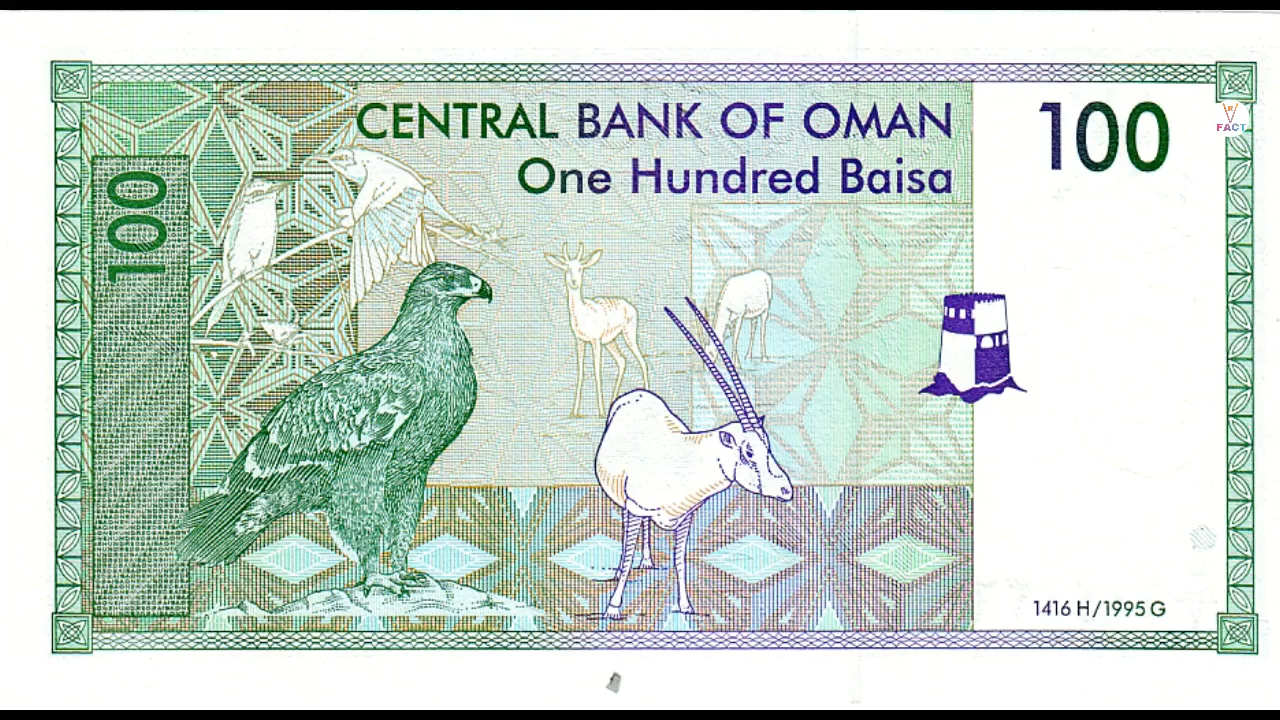 CENTRAL BANK OF OMAN
One Hundred Baisa
100
R
FACT
100
1416 H/1995 G